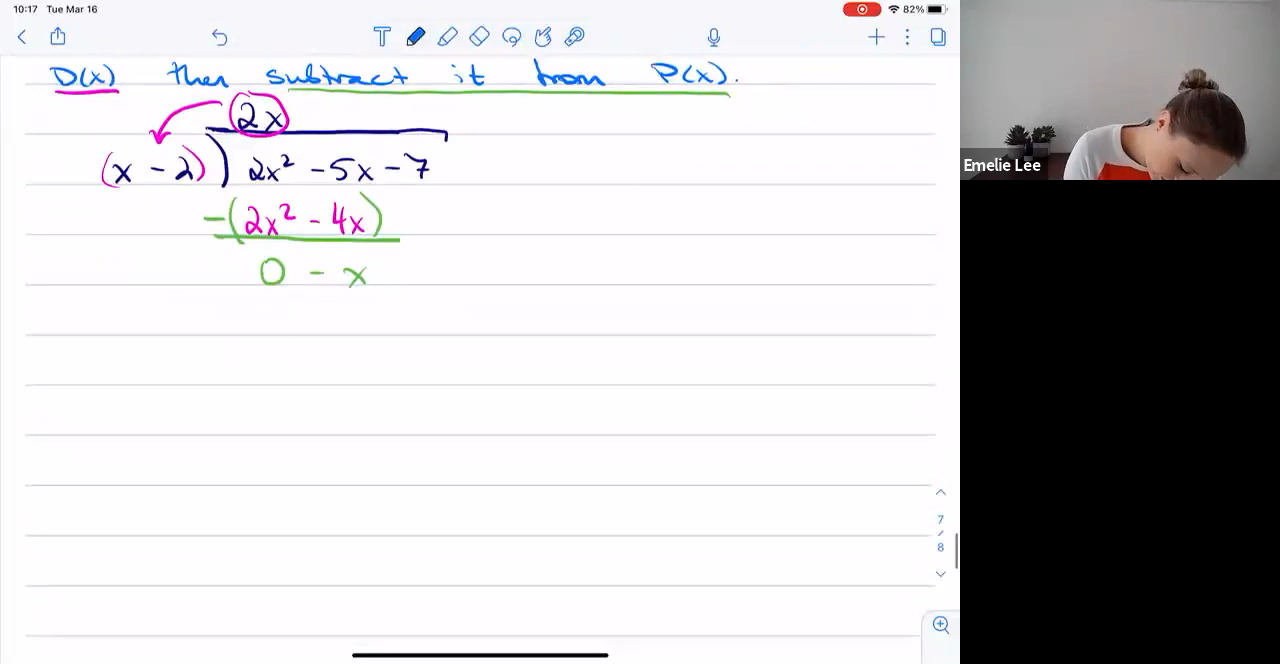 10:17 Tue Mar 16
82%
T
D(x) then subtract it from P(x).
2x
(x - 2) 2x² - 5x - 7
-(2x² - 4x)
0 - x
Emelie Lee
7
/
8